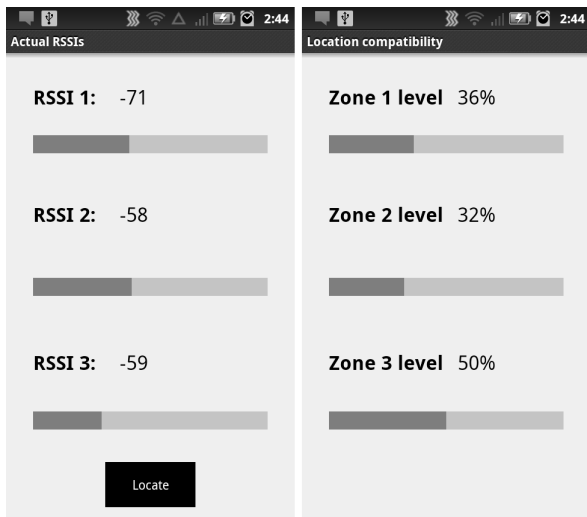 2:44
Actual RSSIs
RSSI 1: -71
RSSI 2: -58
RSSI 3: -59
Locate
2:44
Location compatibility
Zone 1 level 36%
Zone 2 level 32%
Zone 3 level 50%